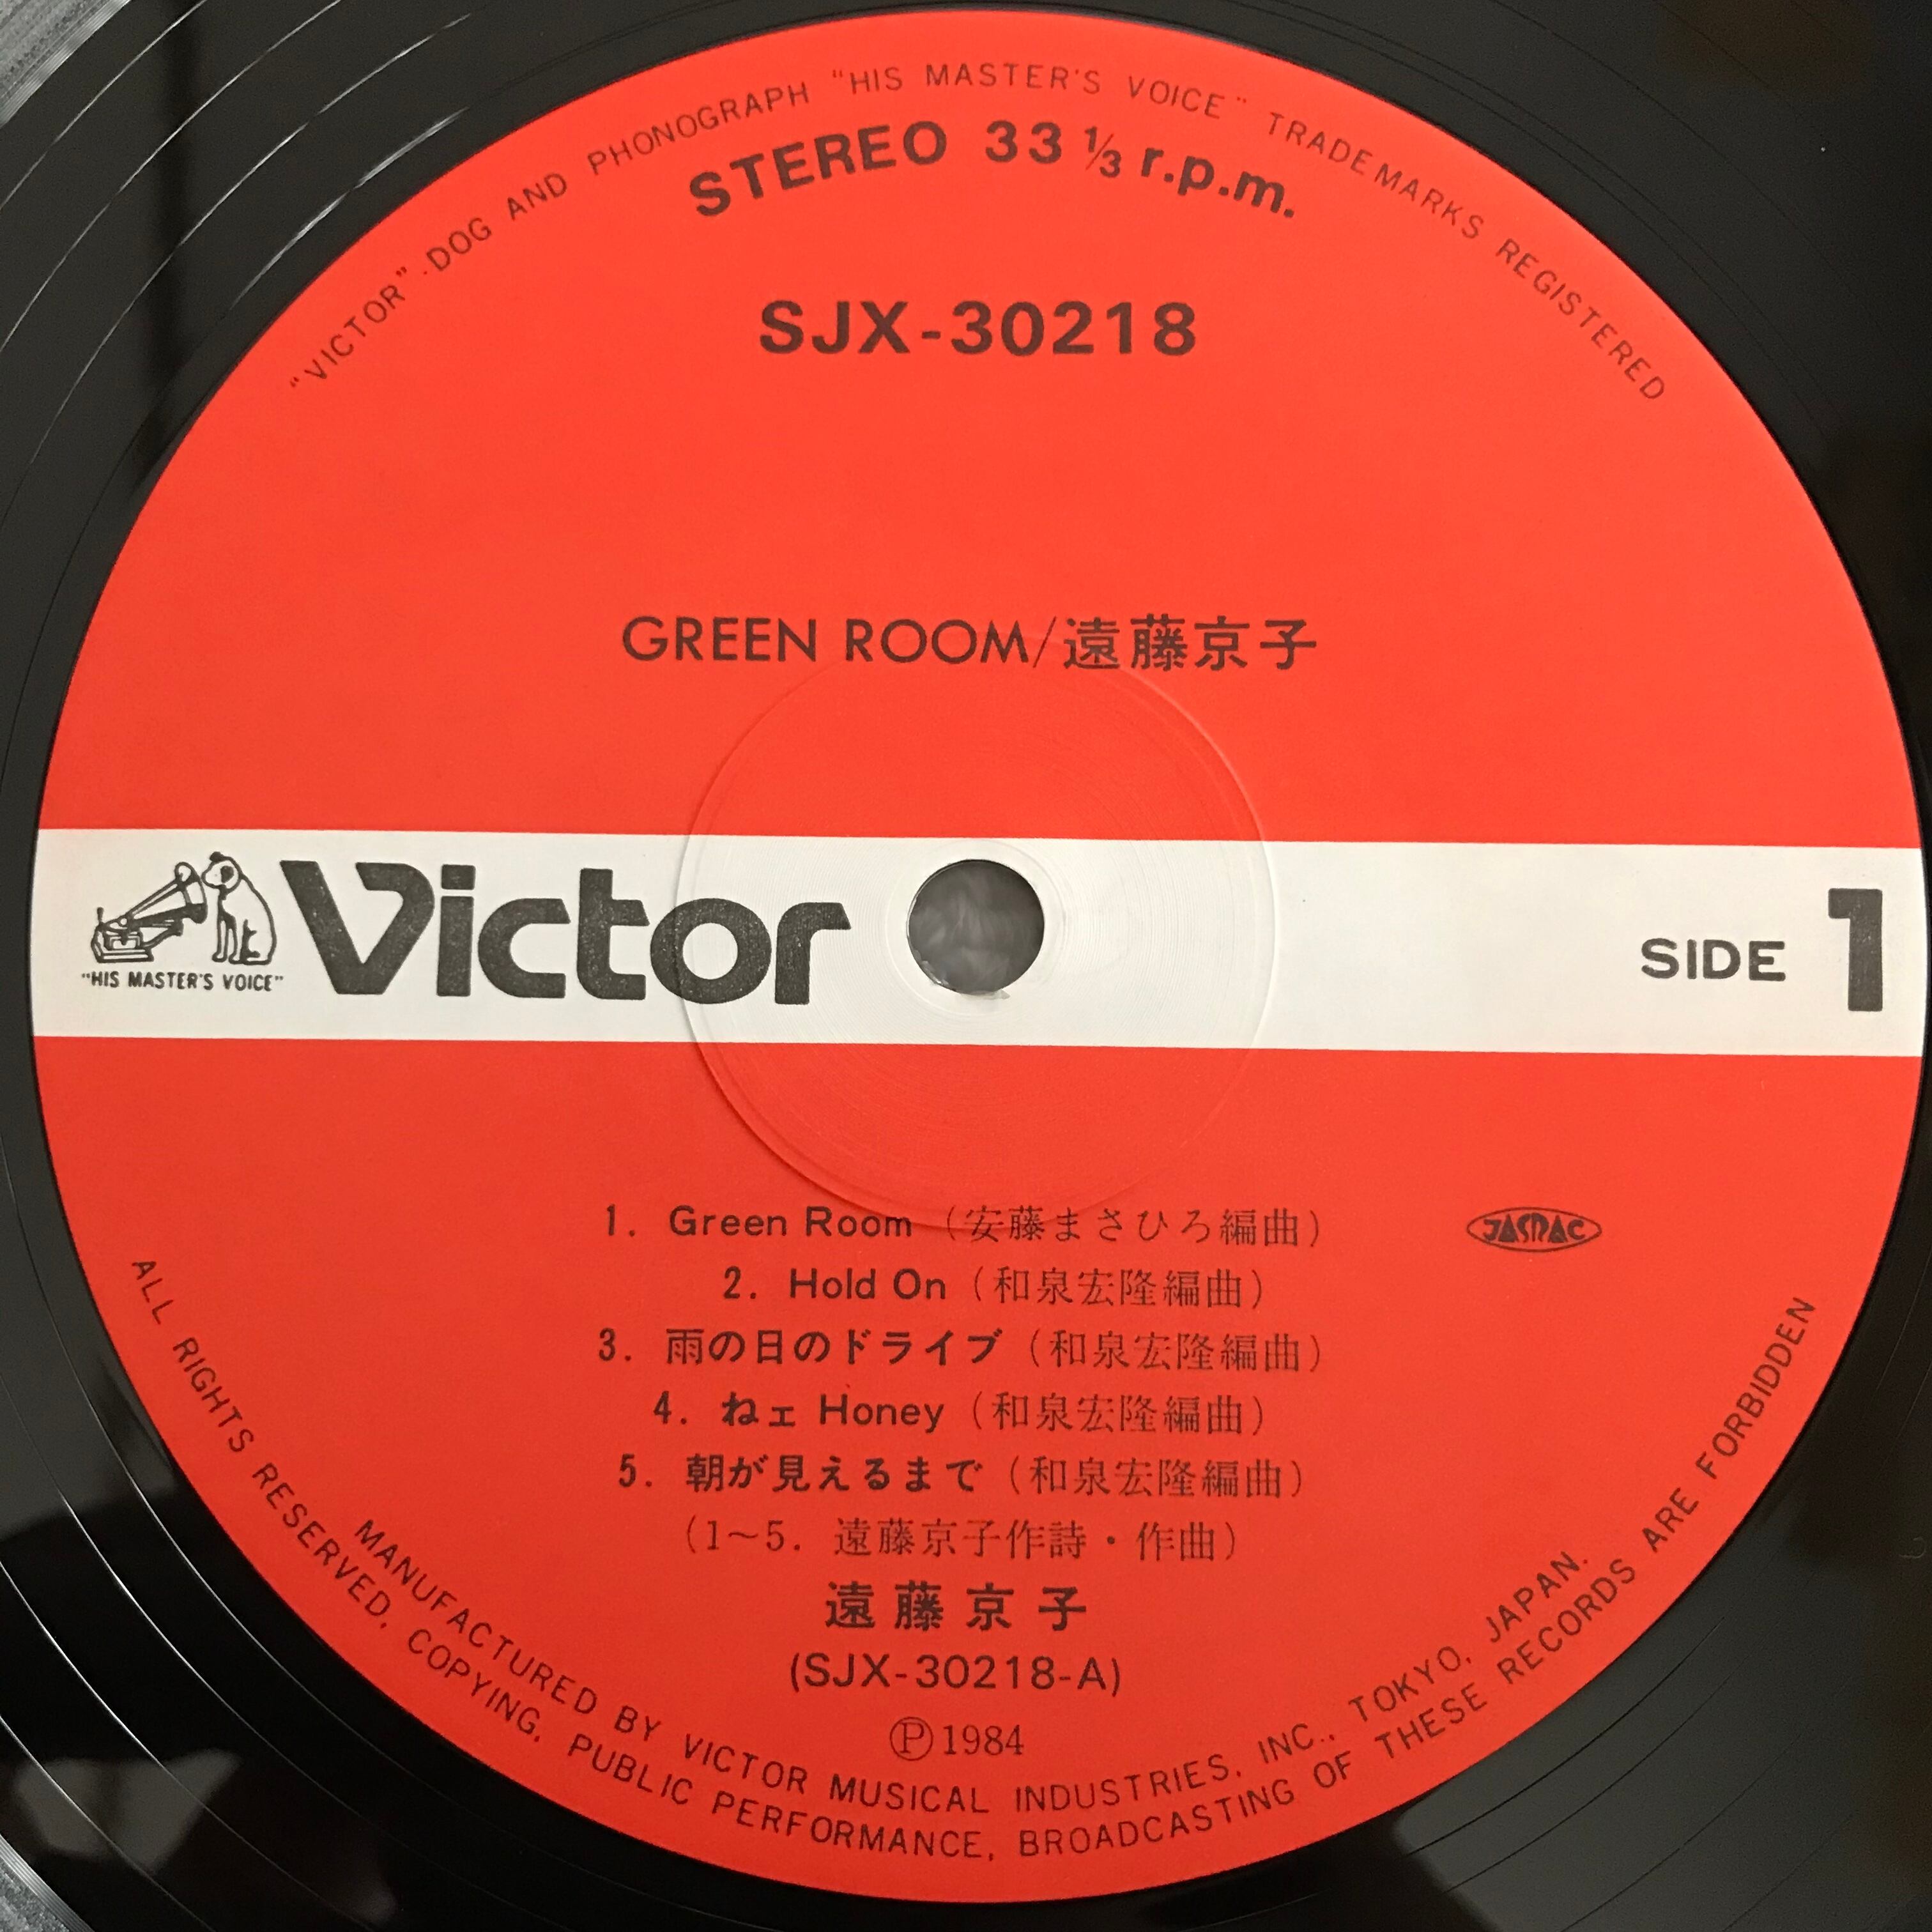 "VICTOR" DOG AND PHONOGRAPH "HIS MASTER'S VOICE" TRADEMARKS REGISTERED
STEREO 33 1/3 r.p.m.
SJX-30218
GREEN ROOM/遠藤京子
"HIS MASTER'S VOICE"
Victor
SIDE 1
1. Green Room (安藤まさひろ編曲)
JASRAC
2. Hold On (和泉宏隆編曲)
3. 雨の日のドライブ (和泉宏隆編曲)
4. ねェ Honey (和泉宏隆編曲)
5. 朝が見えるまで (和泉宏隆編曲)
(1〜5. 遠藤京子作詩・作曲)
遠藤京子
(SJX-30218-A)
Ⓟ1984
MANUFACTURED BY VICTOR MUSICAL INDUSTRIES, INC., TOKYO, JAPAN.
ALL RIGHTS RESERVED, COPYING, PUBLIC PERFORMANCE, BROADCASTING OF THESE RECORDS ARE FORBIDDEN